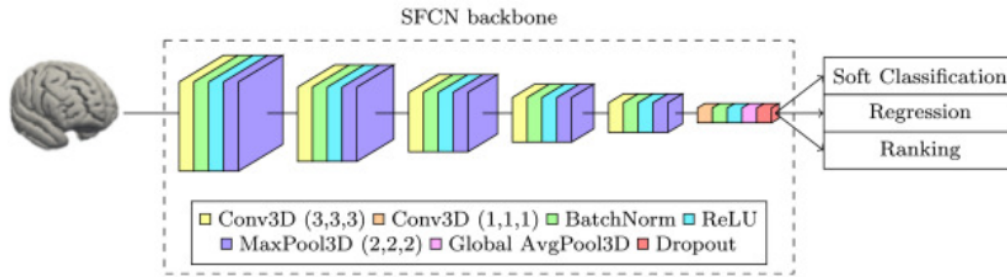 SFCN backbone
Soft Classification
Regression
Ranking
Conv3D (3,3,3) Conv3D (1,1,1) BatchNorm ReLU
MaxPool3D (2,2,2) Global AvgPool3D Dropout